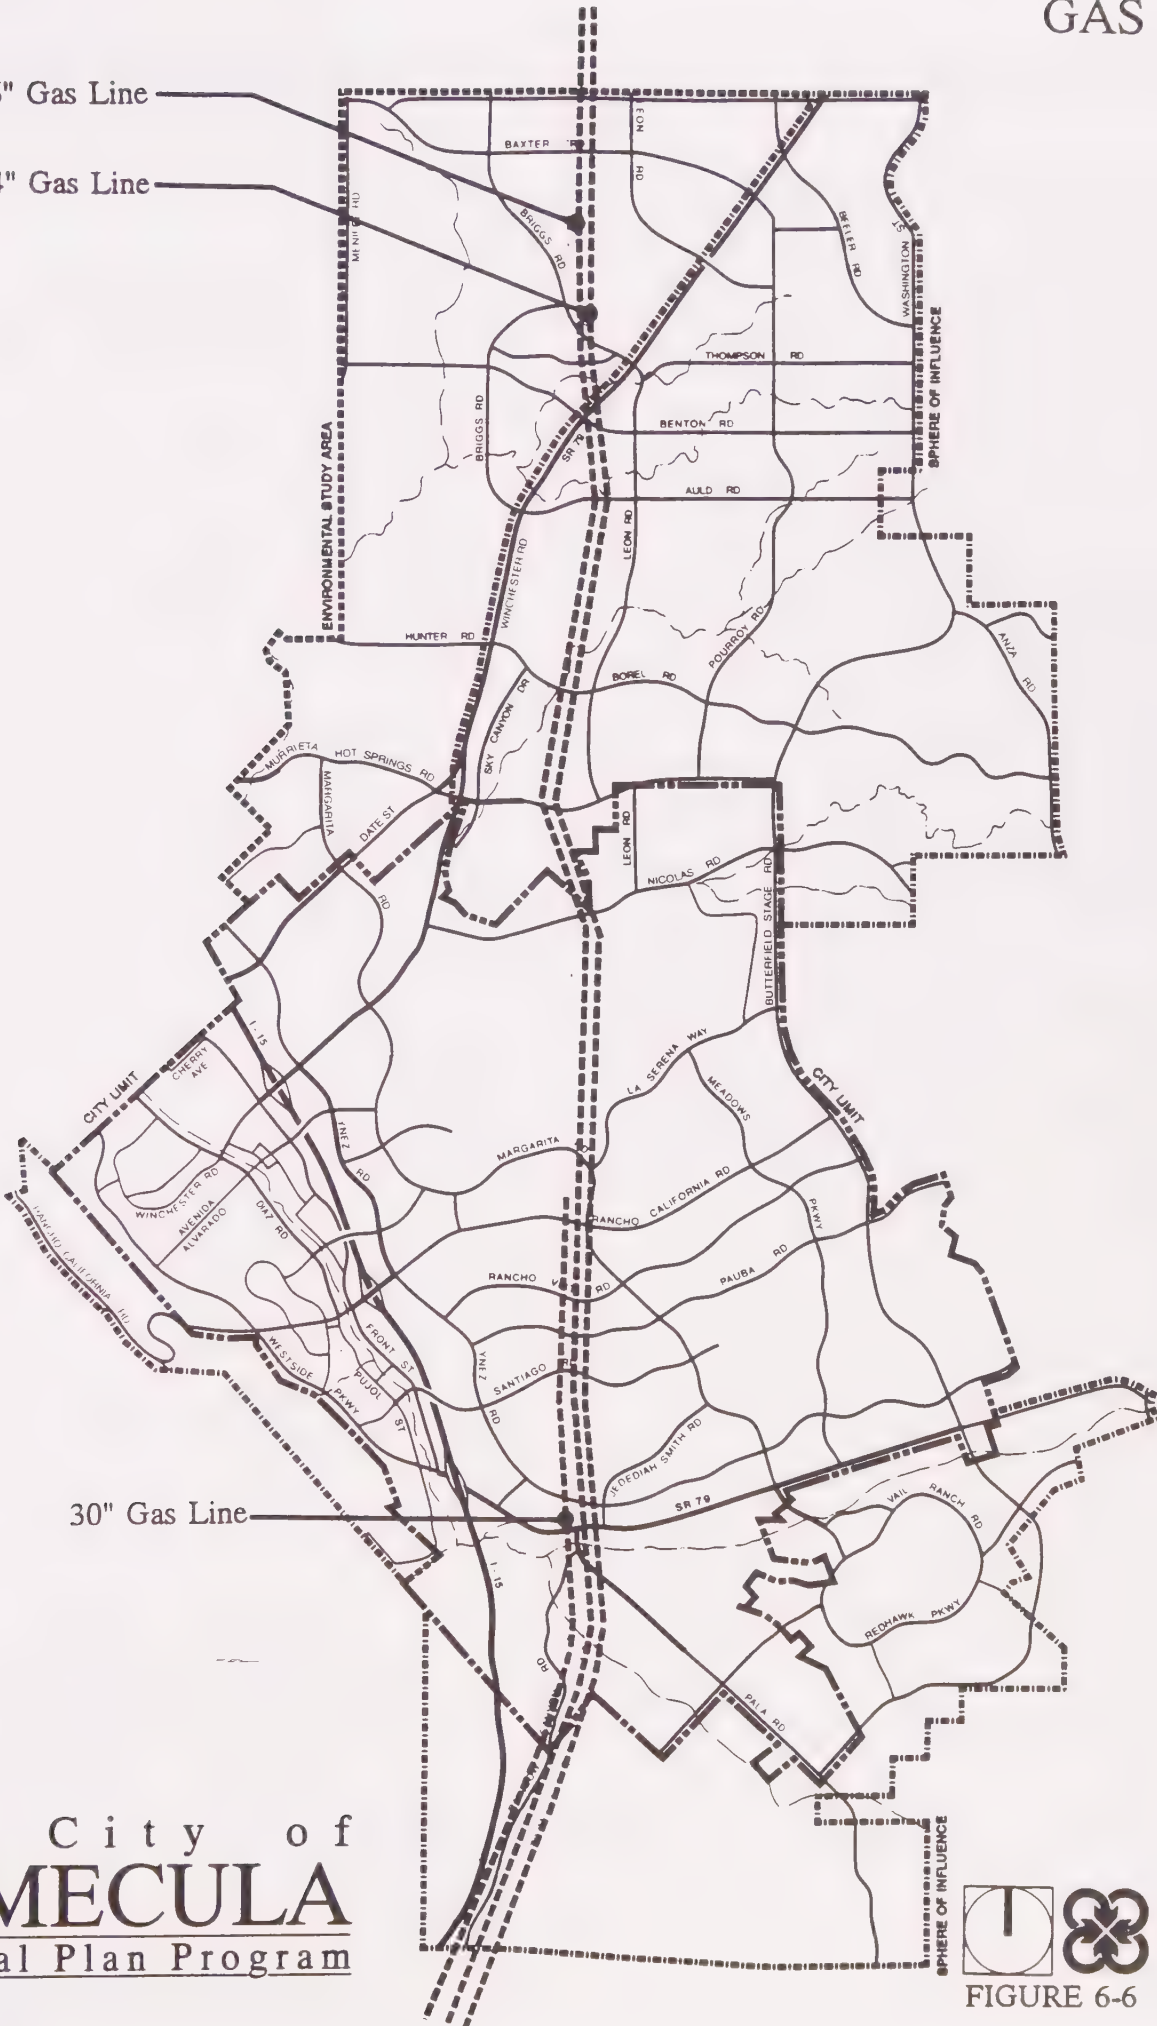 GAS
" Gas Line
" Gas Line
BAXTER RD
EON RD
BRIGGS RD
BEELER RD
WASHINGTON ST
SPHERE OF INFLUENCE
THOMPSON RD
BRIGGS RD
BENTON RD
SR 79
AULD RD
ENVIRONMENTAL STUDY AREA
LEON RD
WINCHESTER RD
HUNTER RD
POURROY RD
ANZA RD
BOREL RD
SKY CANYON DR
MURRIETA HOT SPRINGS RD
MARGARITA
RD
DATE ST
LEON RD
NICOLAS RD
BUTTERFIELD STAGE RD
I-15
CHERRY AVE
CITY LIMIT
LA SERENA WAY
MEADOWS
PKWY
CITY LIMIT
YNEZ
RD
MARGARITA RD
WINCHESTER RD
AVENIDA ALVARADO
DIAZ RD
RANCHO CALIFORNIA RD
RANCHO CALIFORNIA RD
RANCHO VISTA RD
PAUBA RD
FRONT ST
WESTSIDE PKWY
PUJOL ST
YNEZ
RD
SANTIAGO RD
JEDEDIAH SMITH RD
SR 79
VAIL RANCH RD
30" Gas Line
I-15
REDHAWK PKWY
RD
PALA RD
City of
MECULA
al Plan Program
SPHERE OF INFLUENCE
FIGURE 6-6